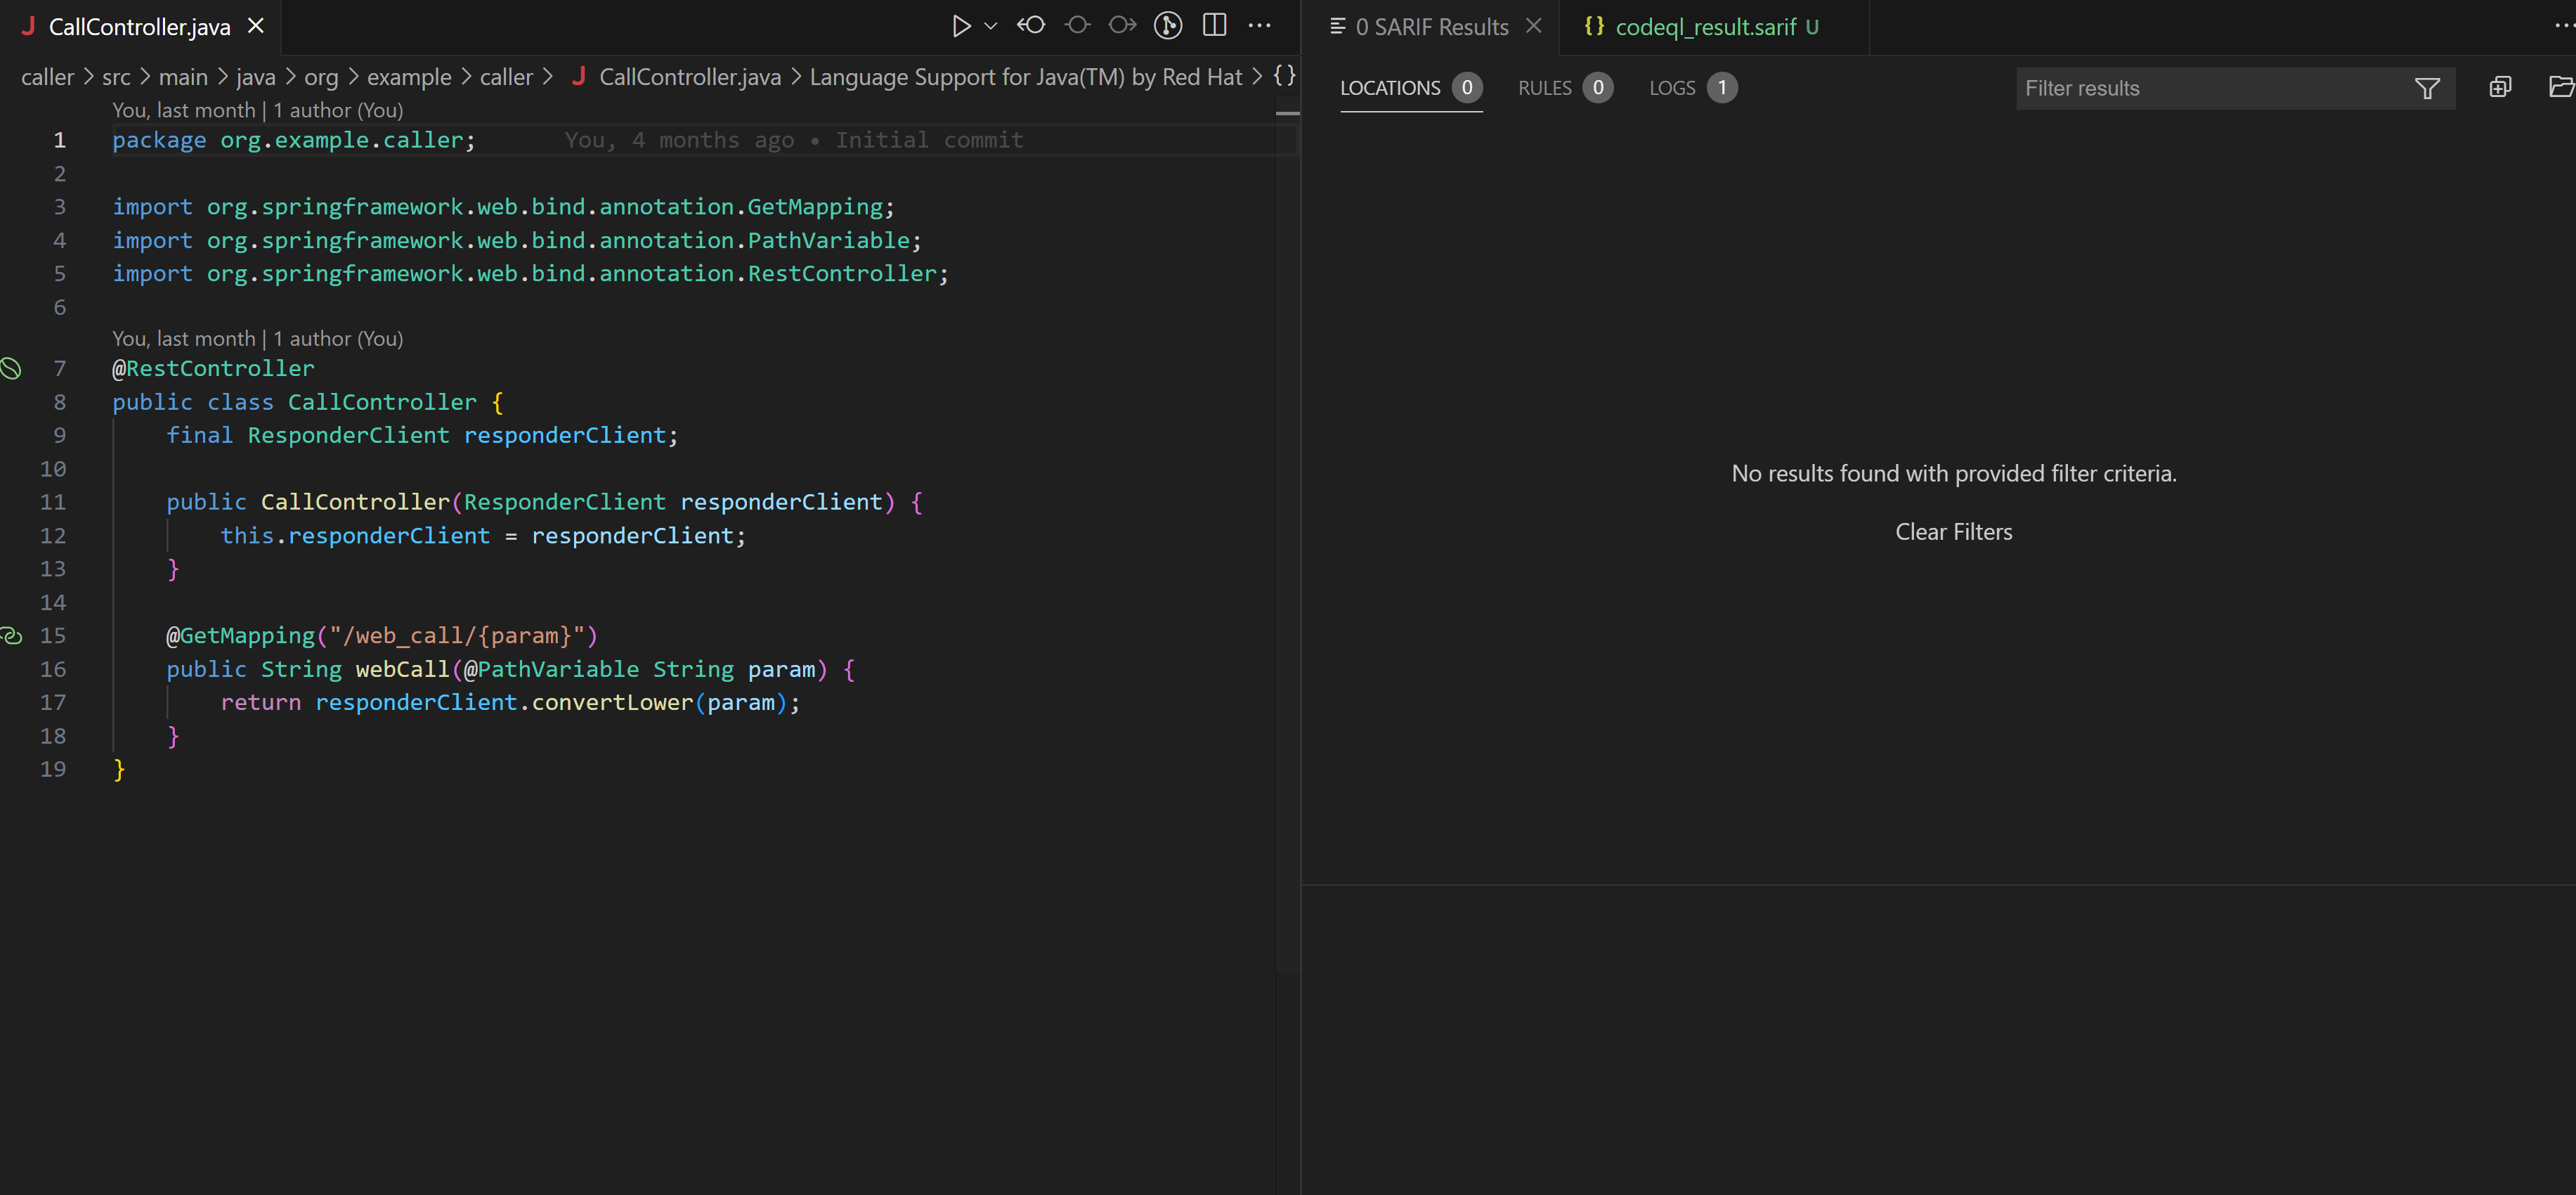 CallController.java
caller > src > main > java > org > example > caller > CallController.java > Language Support for Java(TM) by Red Hat > {}
You, last month | 1 author (You)
1 package org.example.caller; You, 4 months ago • Initial commit
2
3 import org.springframework.web.bind.annotation.GetMapping;
4 import org.springframework.web.bind.annotation.PathVariable;
5 import org.springframework.web.bind.annotation.RestController;
6
You, last month | 1 author (You)
7 @RestController
8 public class CallController {
9 final ResponderClient responderClient;
10
11 public CallController(ResponderClient responderClient) {
12 this.responderClient = responderClient;
13 }
14
15 @GetMapping("/web_call/{param}")
16 public String webCall(@PathVariable String param) {
17 return responderClient.convertLower(param);
18 }
19 }
0 SARIF Results
{} codeql_result.sarif U
LOCATIONS 0 RULES 0 LOGS 1 Filter results
No results found with provided filter criteria.
Clear Filters